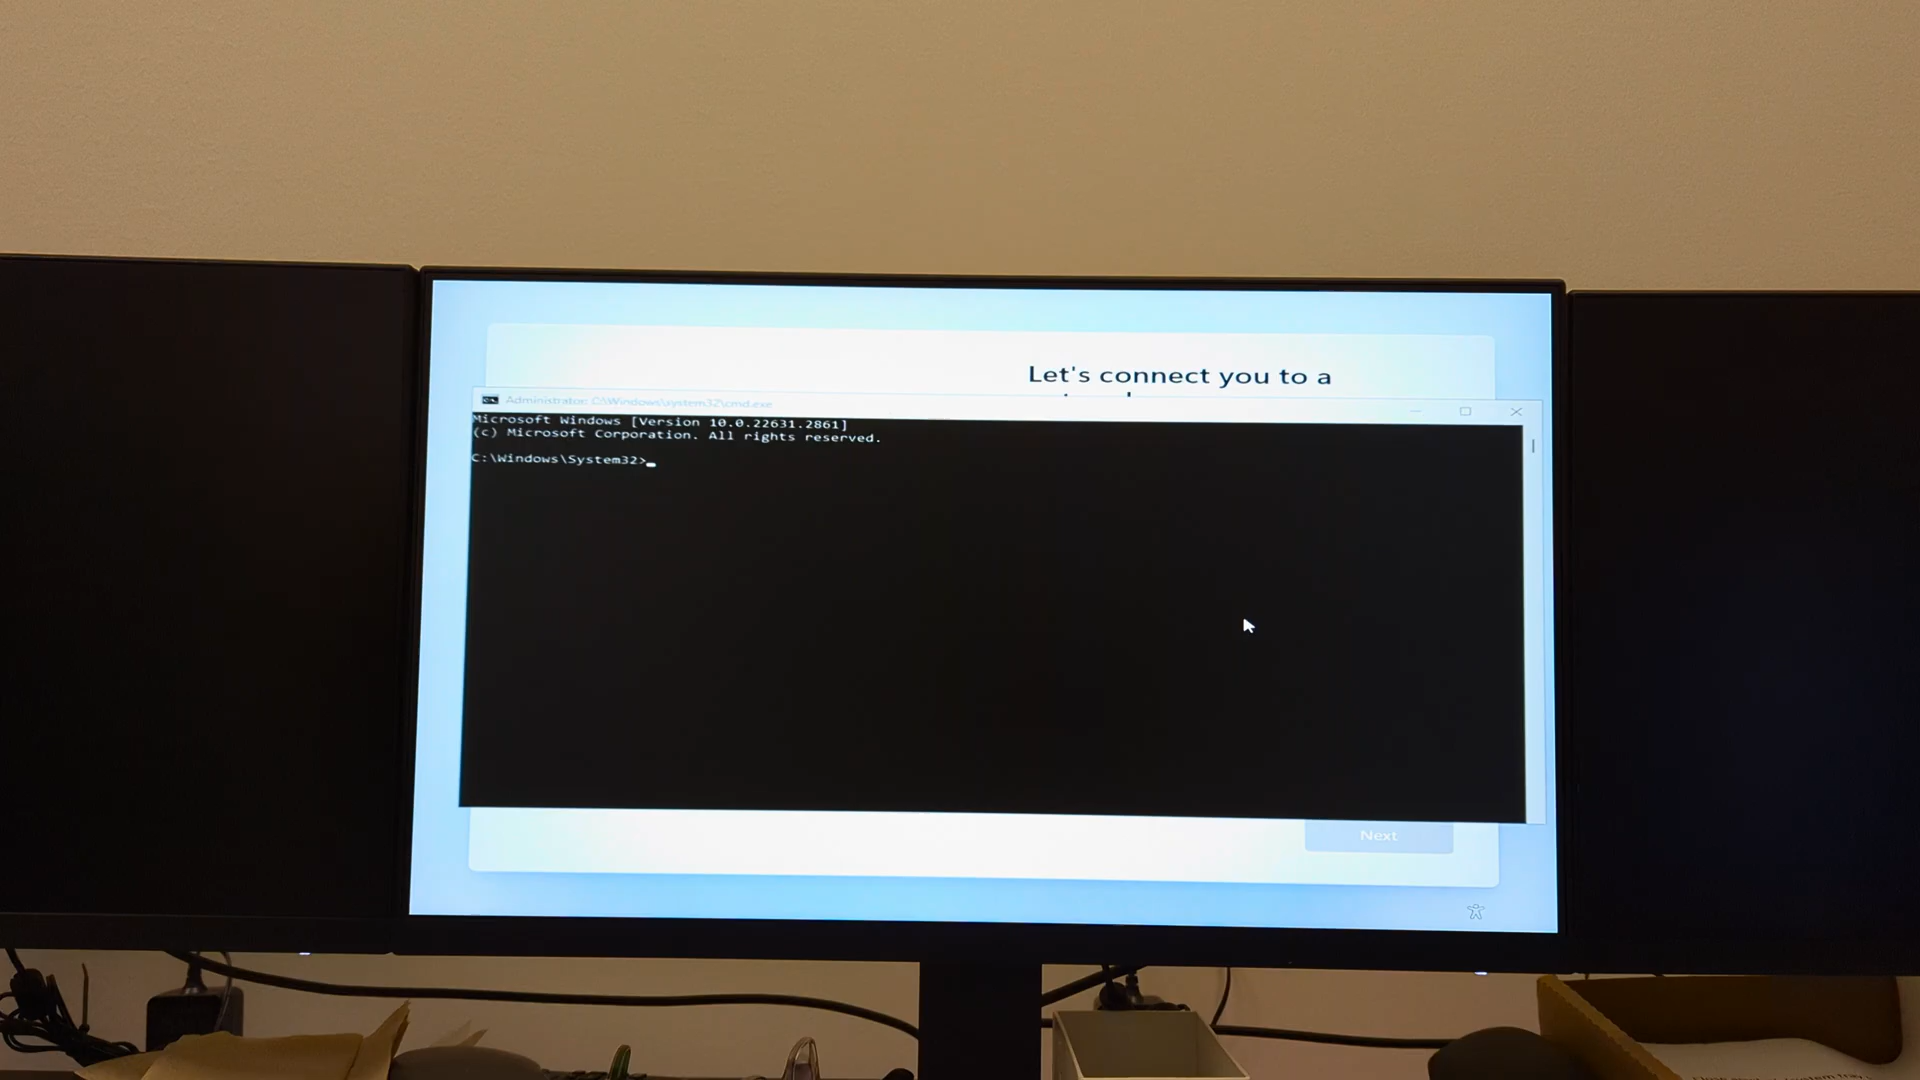 Let's connect you to a
Administrator: C:\Windows\system32\cmd.exe
Microsoft Windows [Version 10.0.22631.2861]
(c) Microsoft Corporation. All rights reserved.
C:\Windows\System32>
Next